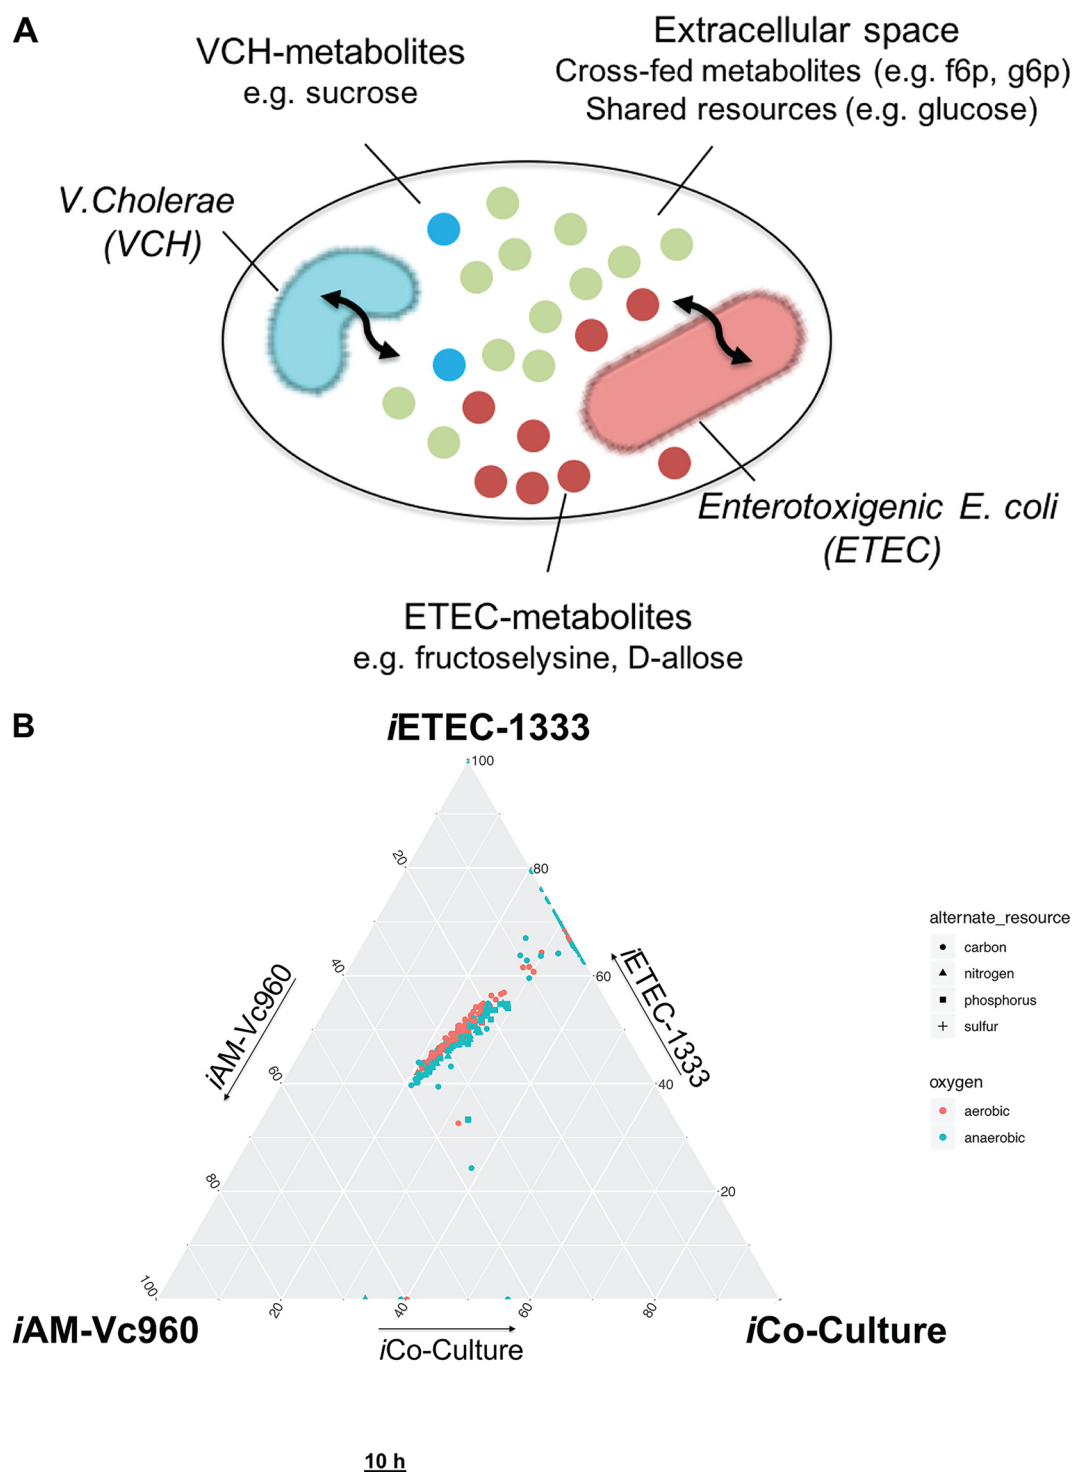 A
VCH-metabolites
e.g. sucrose
Extracellular space
Cross-fed metabolites (e.g. f6p, g6p)
Shared resources (e.g. glucose)
V.Cholerae
(VCH)
Enterotoxigenic E. coli
(ETEC)
ETEC-metabolites
e.g. fructoselysine, D-allose
B
iETEC-1333
100
20
80
40
60
iAM-Vc960
iETEC-1333
60
40
80
20
100
20
40
60
80
iAM-Vc960
iCo-Culture
iCo-Culture
alternate_resource
carbon
nitrogen
phosphorus
sulfur
oxygen
aerobic
anaerobic
10 h